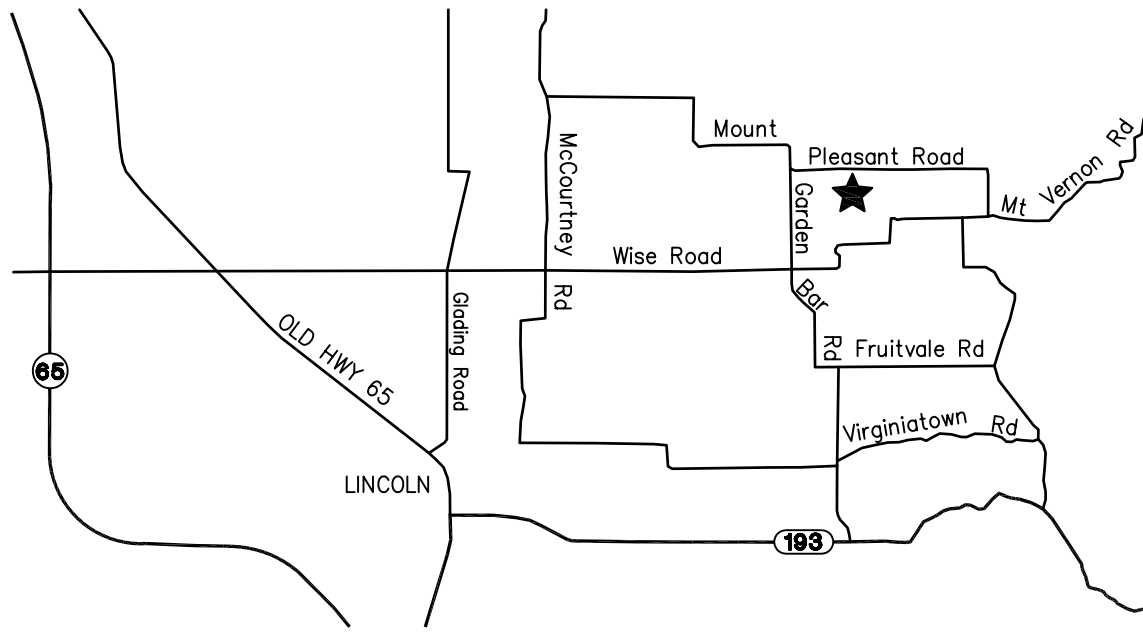 Mount
Pleasant Road
Mt Vernon Rd
McCourtney Rd
Garden Bar Rd
Wise Road
Glading Road
OLD HWY 65
65
Fruitvale Rd
Virginiatown Rd
LINCOLN
193